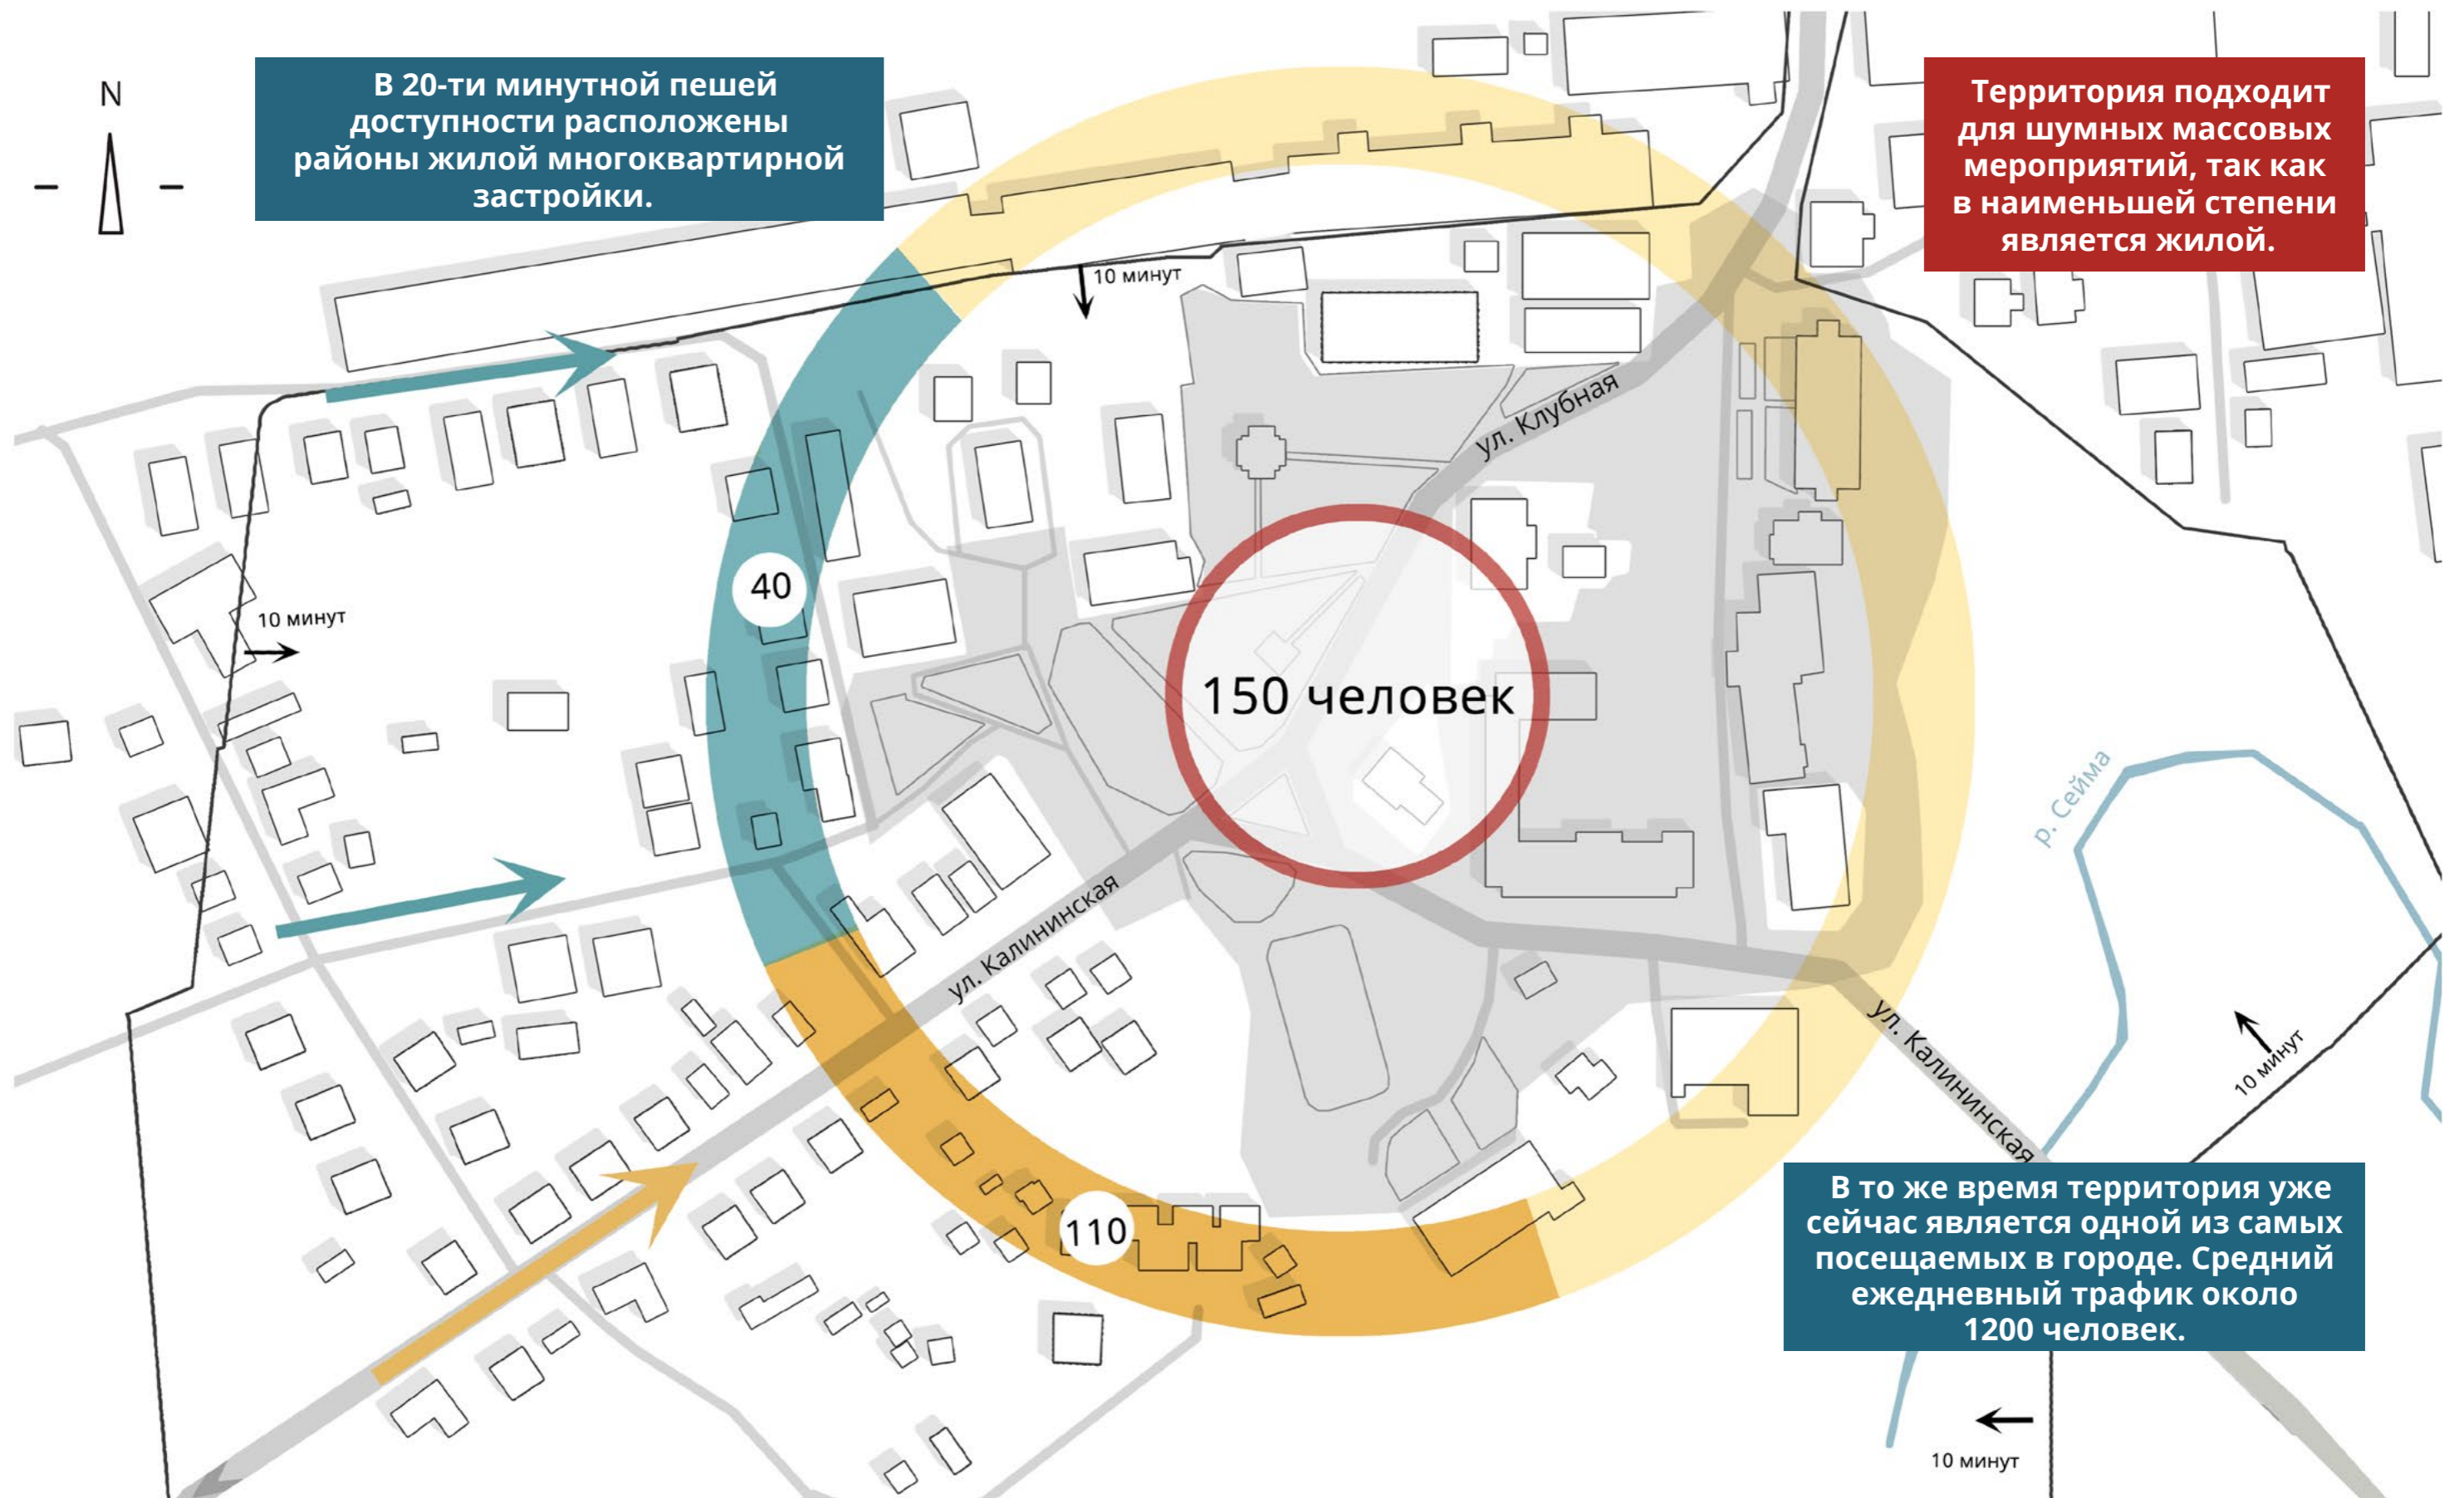 N
В 20-ти минутной пешей
доступности расположены
районы жилой многоквартирной
застройки.
Территория подходит
для шумных массовых
мероприятий, так как
в наименьшей степени
является жилой.
10 минут
ул. Клубная
40
10 минут
150 человек
р. Сейма
ул. Калининская
ул. Калининская
10 минут
110
В то же время территория уже
сейчас является одной из самых
посещаемых в городе. Средний
ежедневный трафик около
1200 человек.
10 минут